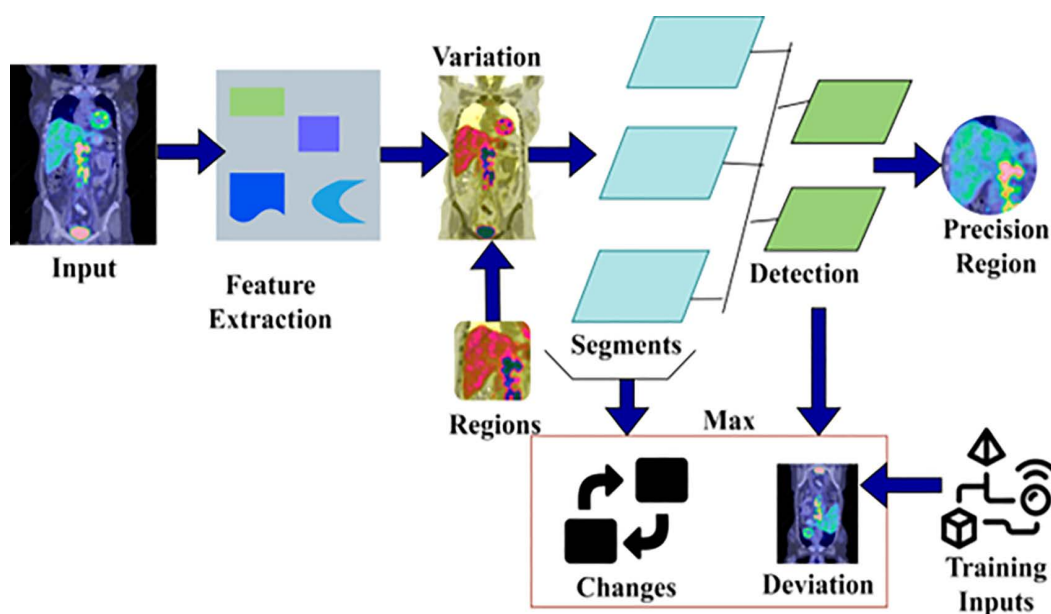 Variation
Input
Feature
Extraction
Regions
Segments
Detection
Precision
Region
Max
Changes
Deviation
Training
Inputs